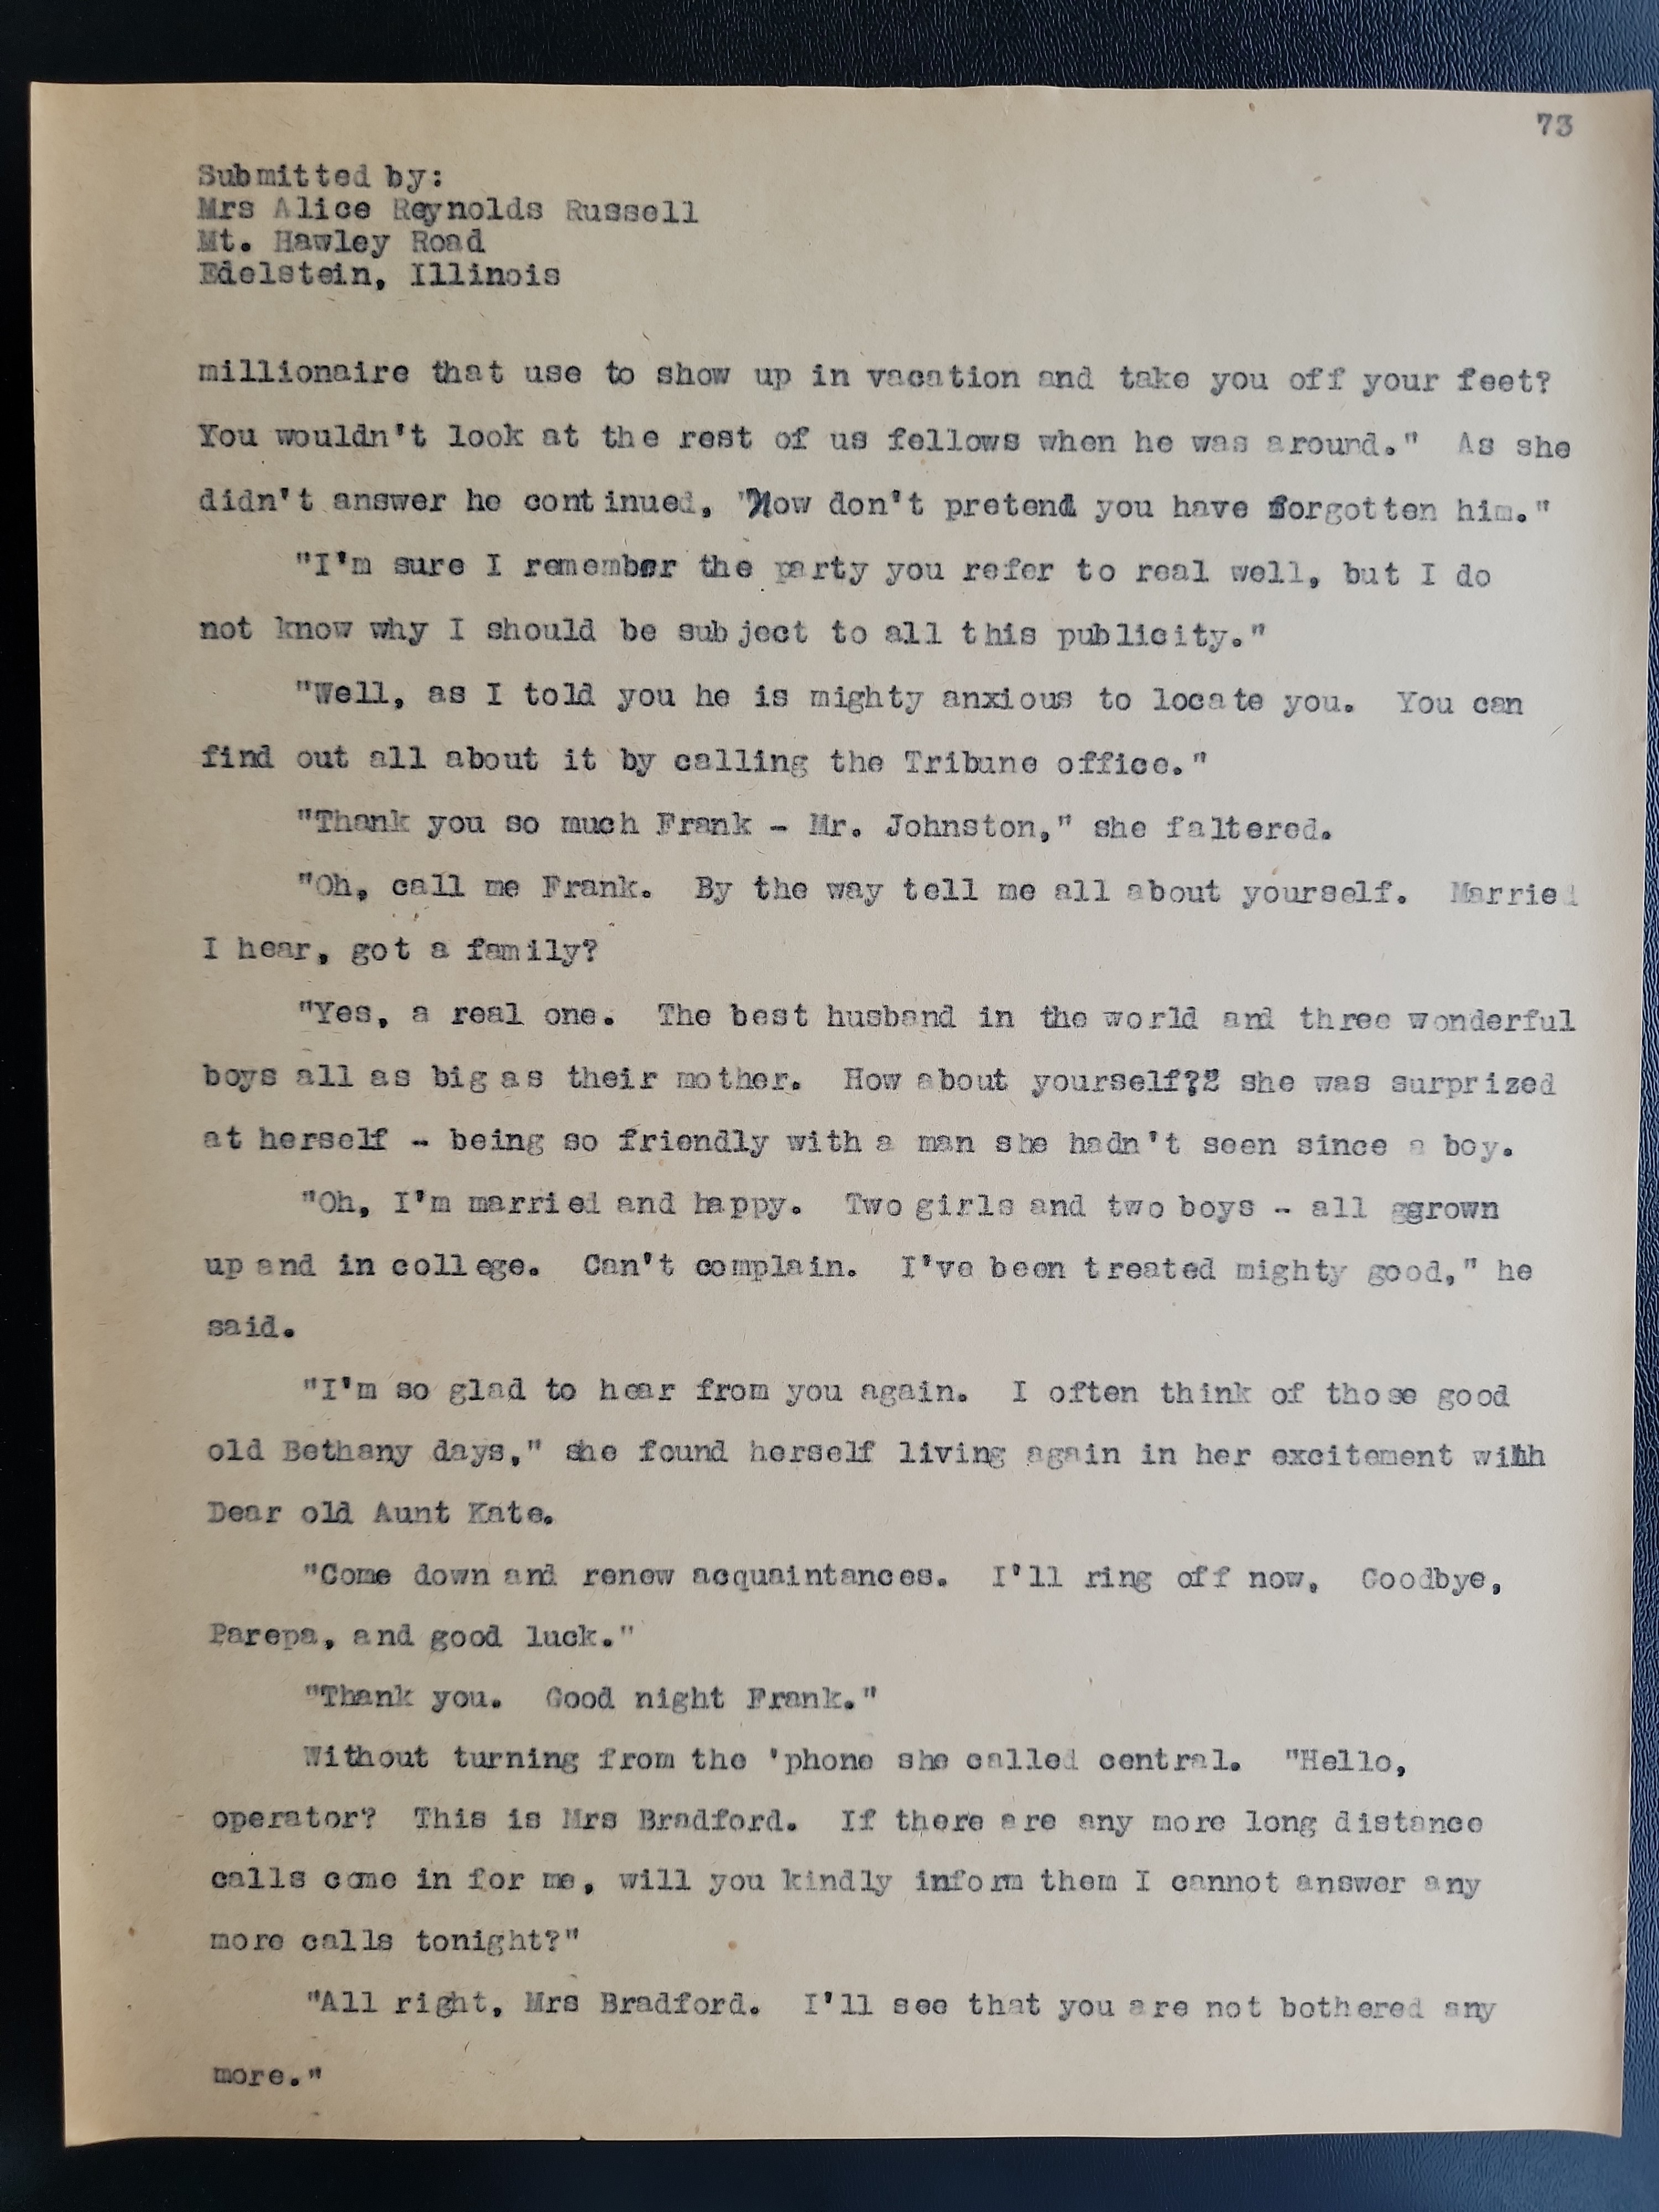 73
Submitted by:
Mrs Alice Reynolds Russell
Mt. Hawley Road
Edelstein, Illinois
millionaire that use to show up in vacation and take you off your feet?
You wouldn't look at the rest of us fellows when he was around."  As she
didn't answer he continued, "Now don't pretend you have forgotten him."
"I'm sure I remember the party you refer to real well, but I do
not know why I should be subject to all this publicity."
"Well, as I told you he is mighty anxious to locate you.  You can
find out all about it by calling the Tribune office."
"Thank you so much Frank - Mr. Johnston," she faltered.
"Oh, call me Frank.  By the way tell me all about yourself.  Married
I hear, got a family?
"Yes, a real one.  The best husband in the world and three wonderful
boys all as big as their mother.  How about yourself?" she was surprized
at herself - being so friendly with a man she hadn't seen since a boy.
"Oh, I'm married and happy.  Two girls and two boys - all ggrown
up and in college.  Can't complain.  I've been treated mighty good," he
said.
"I'm so glad to hear from you again.  I often think of those good
old Bethany days," she found herself living again in her excitement with
Dear old Aunt Kate.
"Come down and renew acquaintances.  I'll ring off now,  Goodbye,
Parepa, and good luck."
"Thank you.  Good night Frank."
Without turning from the 'phone she called central.  "Hello,
operator?  This is Mrs Bradford.  If there are any more long distance
calls come in for me, will you kindly inform them I cannot answer any
more calls tonight?"
"All right, Mrs Bradford.  I'll see that you are not bothered any
more."